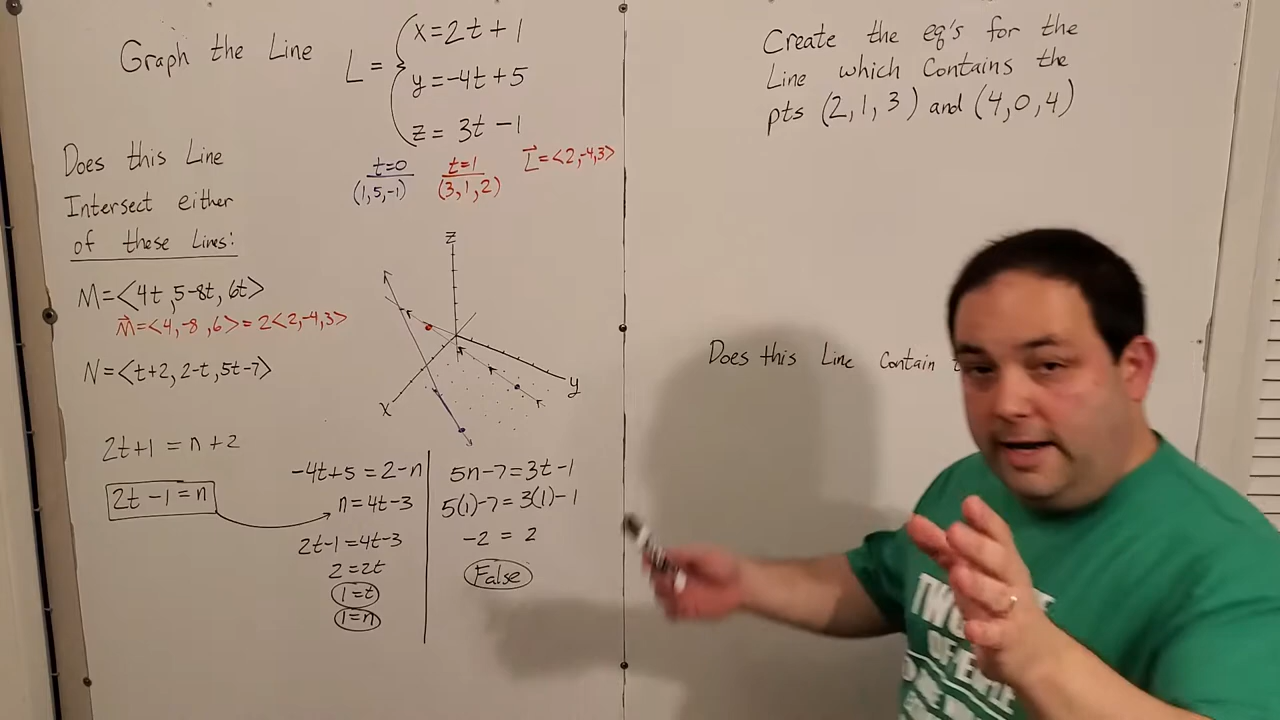 Graph the Line L = { x=2t+1
y=-4t+5
z=3t-1
t=0 t=1 L⃗=<2,-4,3>
(1,5,-1) (3,1,2)
Does this Line
Intersect either
of these Lines:
M=<4t,5-8t,6t>
M⃗=<4,-8,6>=2<2,-4,3>
N=<t+2,2-t,5t-7>
z
x
y
2t+1=n+2
2t-1=n
-4t+5=2-n
n=4t-3
2t-1=4t-3
2=2t
1=t
1=n
5n-7=3t-1
5(1)-7=3(1)-1
-2=2
False
Create the eq's for the
Line which Contains the
pts (2,1,3) and (4,0,4)
Does this Line Contain